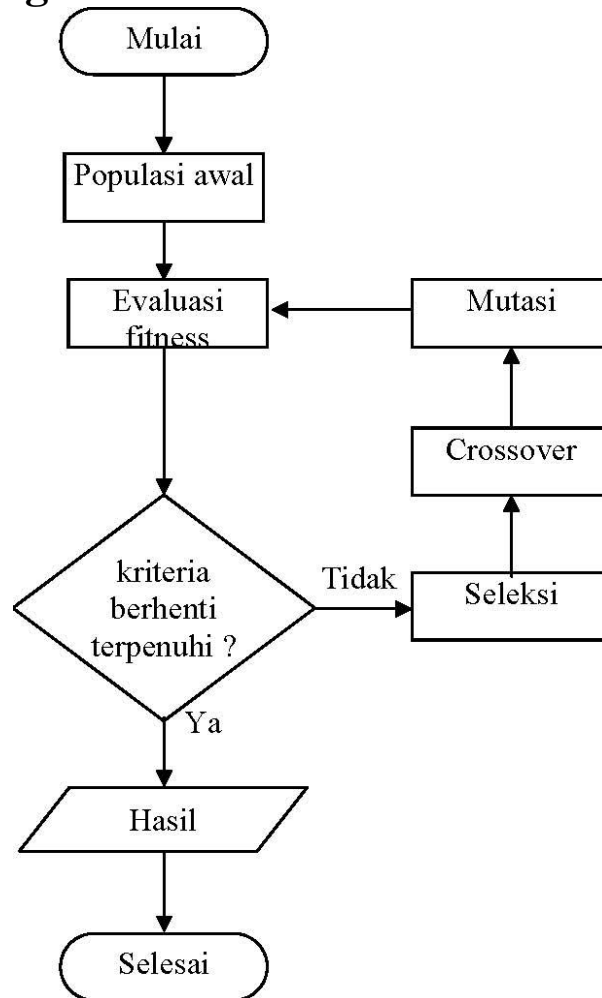 Mulai
Populasi awal
Evaluasi
fitness
Mutasi
Crossover
kriteria
berhenti
terpenuhi ?
Tidak
Seleksi
Ya
Hasil
Selesai